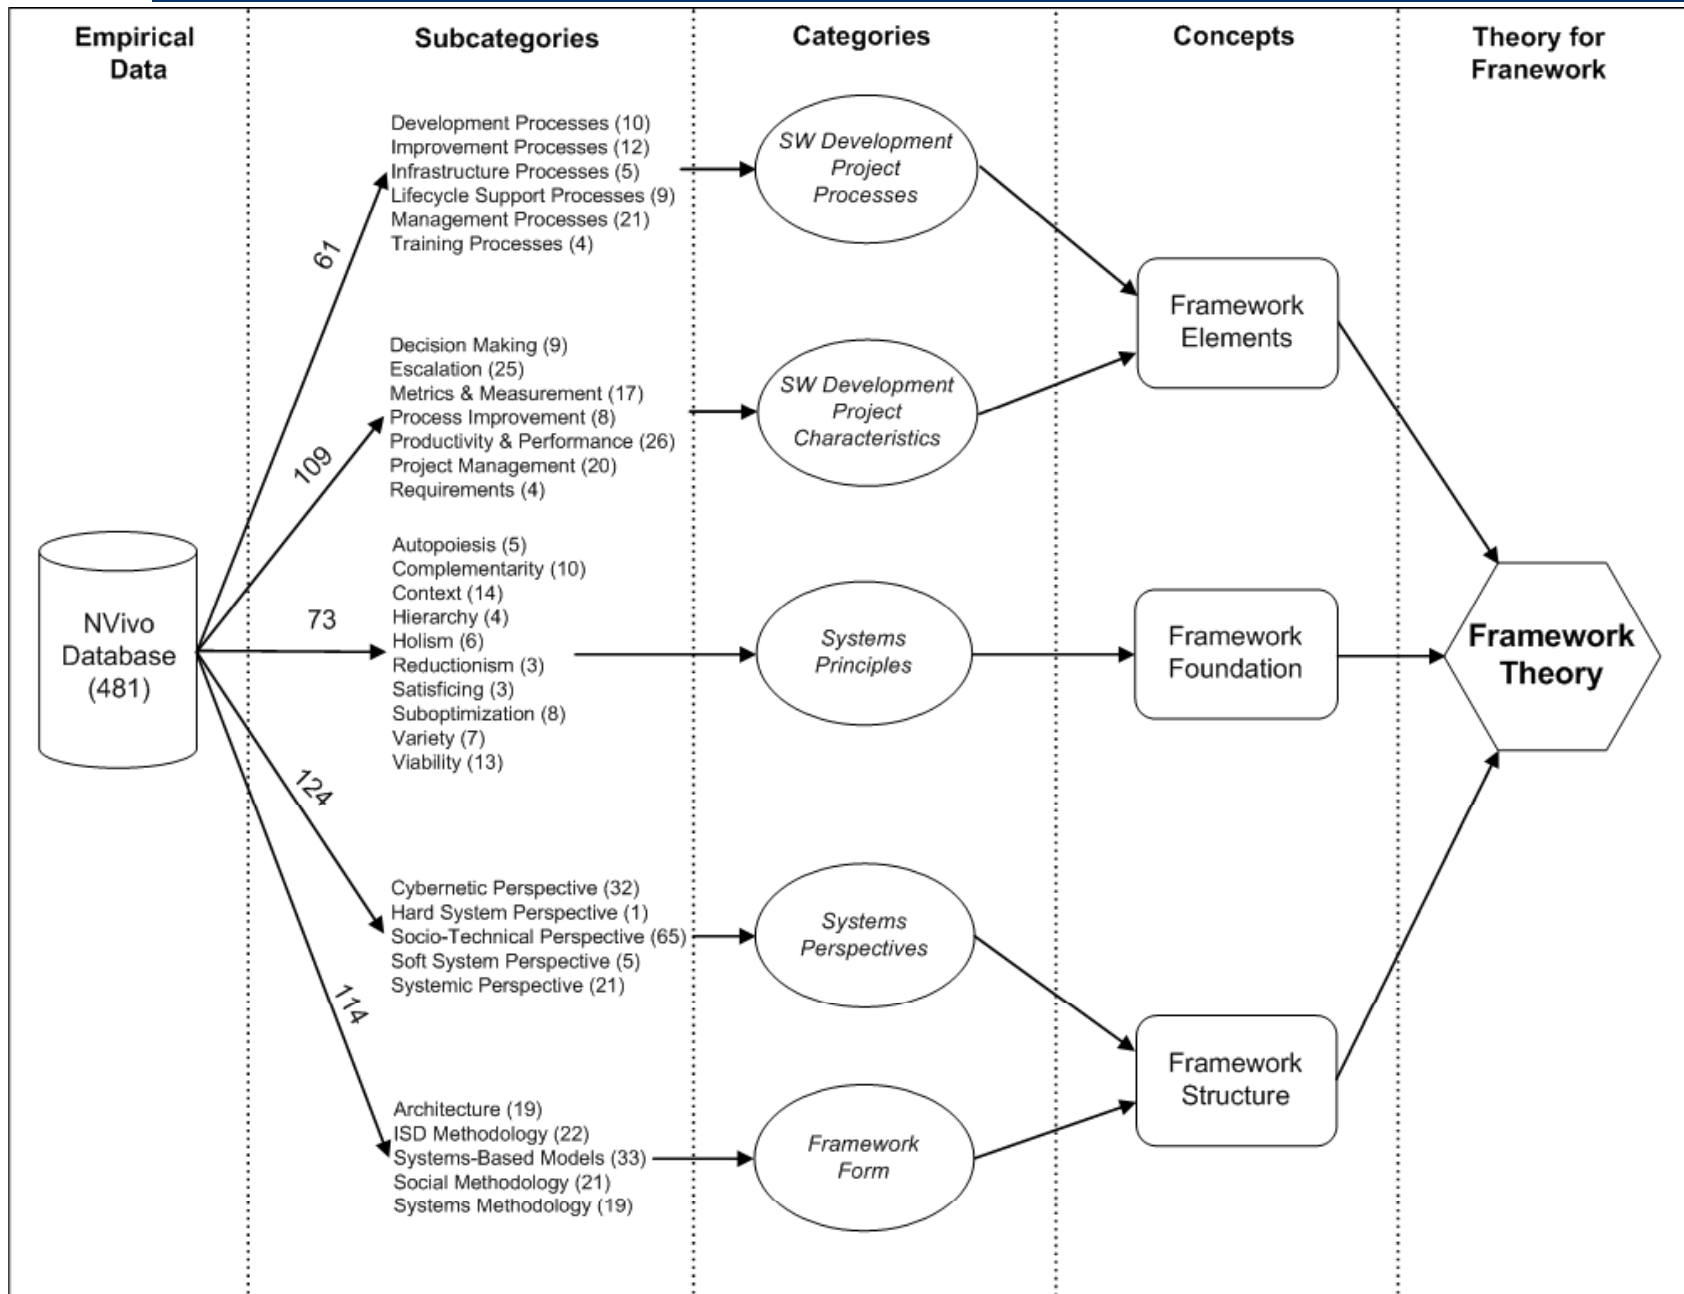 Empirical
Data
Subcategories
Categories
Concepts
Theory for
Franework
Development Processes (10)
Improvement Processes (12)
Infrastructure Processes (5)
Lifecycle Support Processes (9)
Management Processes (21)
Training Processes (4)
SW Development
Project
Processes
61
Framework
Elements
Decision Making (9)
Escalation (25)
Metrics & Measurement (17)
Process Improvement (8)
Productivity & Performance (26)
Project Management (20)
Requirements (4)
SW Development
Project
Characteristics
109
NVivo
Database
(481)
73
Autopoiesis (5)
Complementarity (10)
Context (14)
Hierarchy (4)
Holism (6)
Reductionism (3)
Satisficing (3)
Suboptimization (8)
Variety (7)
Viability (13)
Systems
Principles
Framework
Foundation
Framework
Theory
124
Cybernetic Perspective (32)
Hard System Perspective (1)
Socio-Technical Perspective (65)
Soft System Perspective (5)
Systemic Perspective (21)
Systems
Perspectives
114
Framework
Structure
Architecture (19)
ISD Methodology (22)
Systems-Based Models (33)
Social Methodology (21)
Systems Methodology (19)
Framework
Form